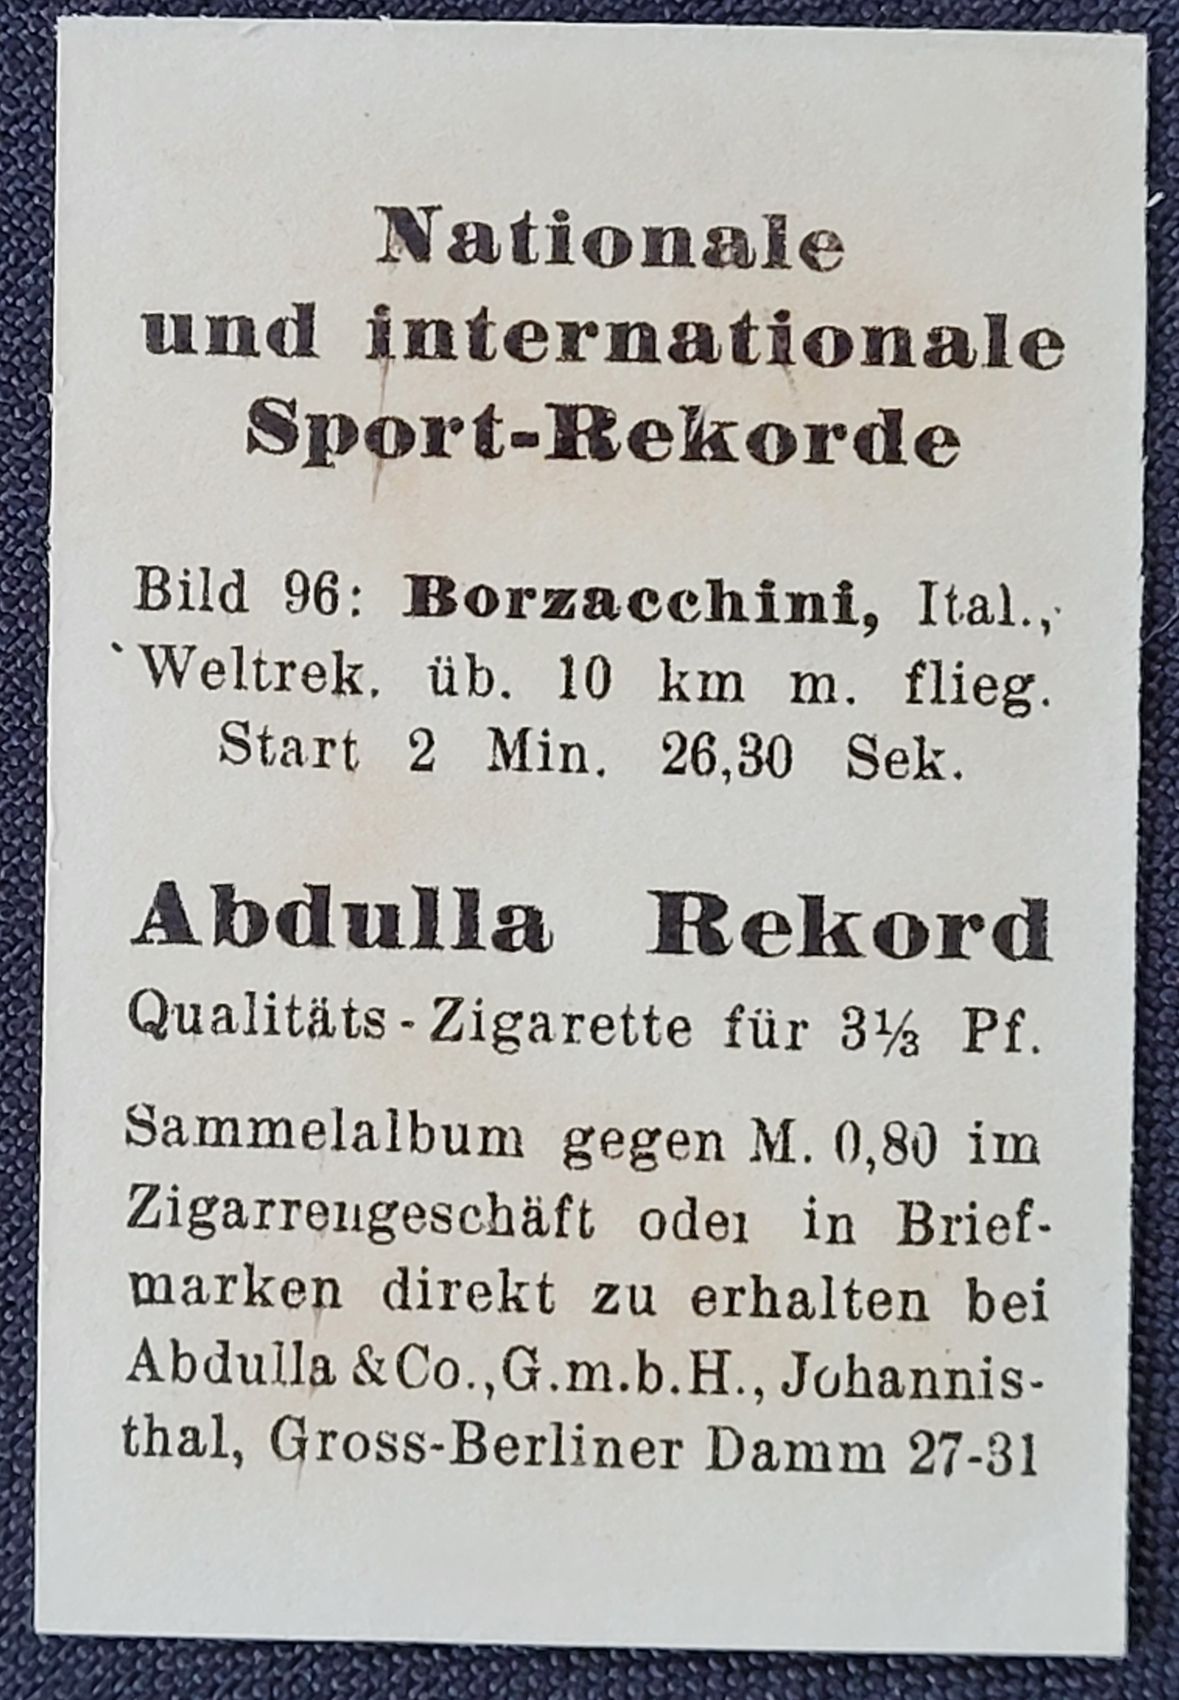 Nationale
und internationale
Sport-Rekorde
Bild 96: Borzacchini, Ital.,
Weltrek. üb. 10 km m. flieg.
Start 2 Min. 26,30 Sek.
Abdulla Rekord
Qualitäts-Zigarette für 3⅓ Pf.
Sammelalbum gegen M. 0,80 im
Zigarrengeschäft oder in Brief-
marken direkt zu erhalten bei
Abdulla & Co., G.m.b.H., Johannis-
thal, Gross-Berliner Damm 27-31